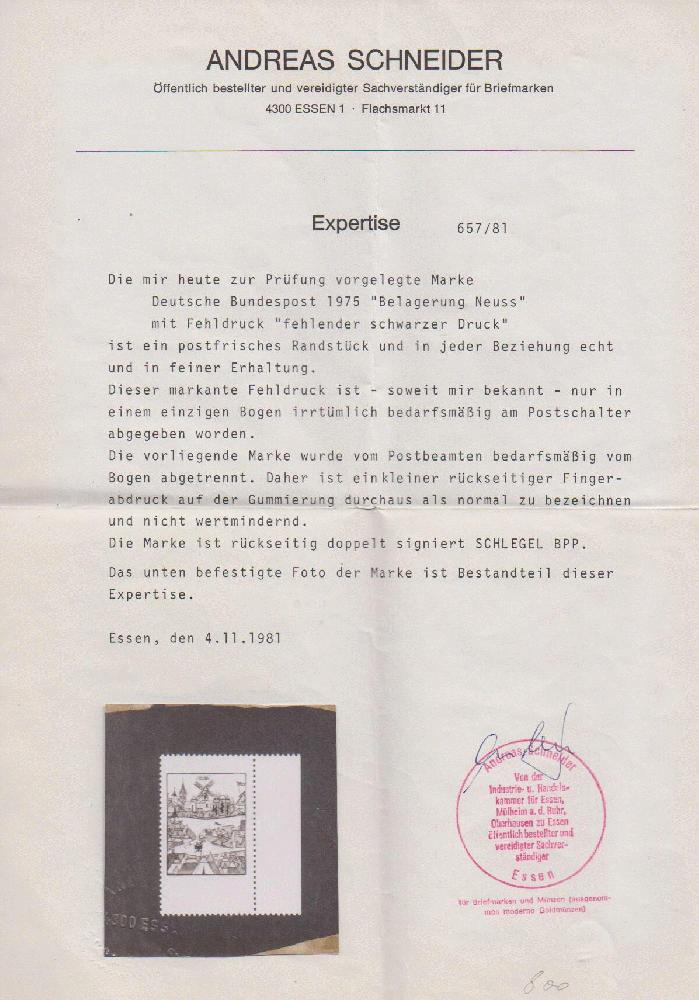 ANDREAS SCHNEIDER
Öffentlich bestellter und vereidigter Sachverständiger für Briefmarken
4300 ESSEN 1 · Flachsmarkt 11
Expertise 657/81
Die mir heute zur Prüfung vorgelegte Marke
Deutsche Bundespost 1975 "Belagerung Neuss"
mit Fehldruck "fehlender schwarzer Druck"
ist ein postfrisches Randstück und in jeder Beziehung echt
und in feiner Erhaltung.
Dieser markante Fehldruck ist - soweit mir bekannt - nur in
einem einzigen Bogen irrtümlich bedarfsmäßig am Postschalter
abgegeben worden.
Die vorliegende Marke wurde vom Postbeamten bedarfsmäßig vom
Bogen abgetrennt. Daher ist ein kleiner rückseitiger Finger-
abdruck auf der Gummierung durchaus als normal zu bezeichnen
und nicht wertmindernd.
Die Marke ist rückseitig doppelt signiert SCHLEGEL BPP.
Das unten befestigte Foto der Marke ist Bestandteil dieser
Expertise.
Essen, den 4.11.1981
4300 ESS
Andreas Schneider
Von der
Industrie- u. Handels-
kammer für Essen,
Mülheim a. d. Ruhr,
Oberhausen zu Essen
öffentlich bestellter und
vereidigter Sachver-
ständiger
Essen
für Briefmarken und Münzen (ausgenom-
men moderne Goldmünzen)
800